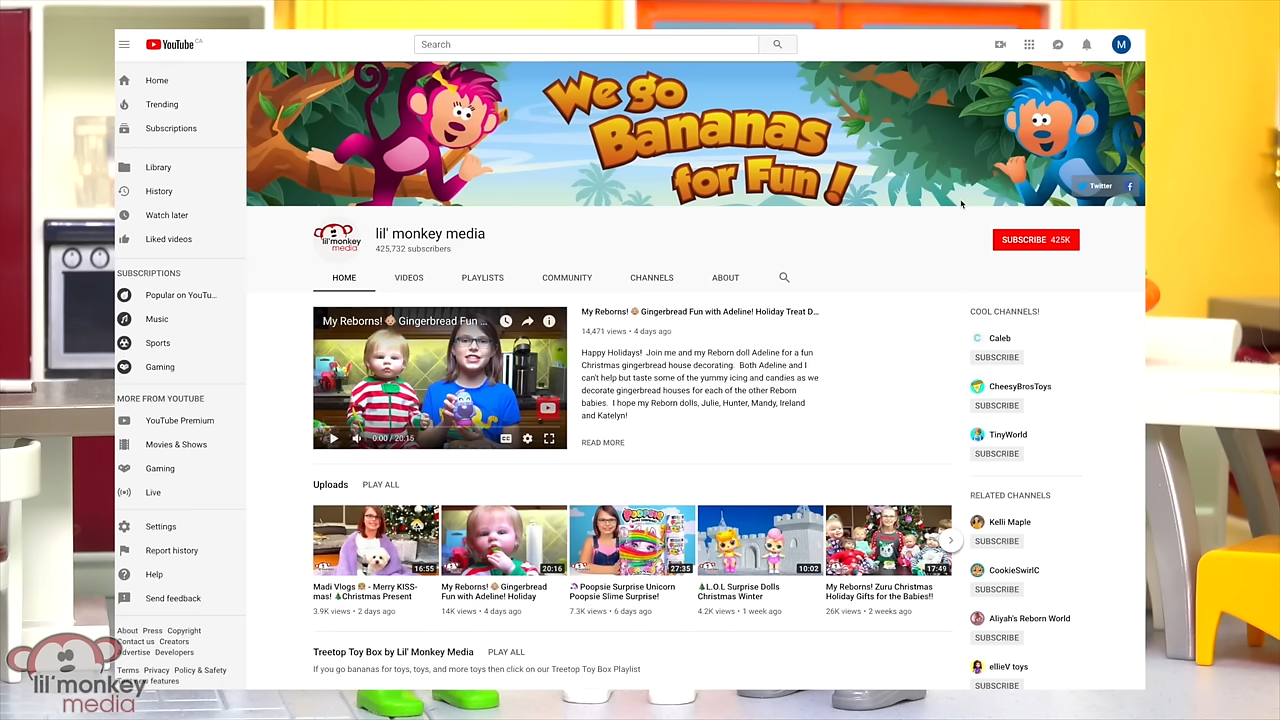 YouTube CA
Search
M
Home
Trending
Subscriptions
Library
History
Watch later
Liked videos
SUBSCRIPTIONS
Popular on YouTu...
Music
Sports
Gaming
MORE FROM YOUTUBE
YouTube Premium
Movies & Shows
Gaming
Live
Settings
Report history
Help
Send feedback
About Press Copyright
Contact us Creators
Advertise Developers
Terms Privacy Policy & Safety
features
We go
Bananas
for Fun!
Twitter
lil' monkey media
lil' monkey media
425,732 subscribers
SUBSCRIBE 425K
HOME VIDEOS PLAYLISTS COMMUNITY CHANNELS ABOUT
My Reborns! 🐵 Gingerbread Fun ...
0:00 / 20:15
CC
My Reborns! 🐵 Gingerbread Fun with Adeline! Holiday Treat D...
14,471 views • 4 days ago
Happy Holidays! Join me and my Reborn doll Adeline for a fun
Christmas gingerbread house decorating. Both Adeline and I
can't help but taste some of the yummy icing and candies as we
decorate gingerbread houses for each of the other Reborn
babies. I hope my Reborn dolls, Julie, Hunter, Mandy, Ireland
and Katelyn!
READ MORE
Uploads PLAY ALL
16:55
Madi Vlogs 🐵 - Merry KISS-
mas! 🎄Christmas Present
3.9K views • 2 days ago
20:16
My Reborns! 🐵 Gingerbread
Fun with Adeline! Holiday
14K views • 4 days ago
Poopsie
27:35
🦄Poopsie Surprise Unicorn
Poopsie Slime Surprise!
7.3K views • 6 days ago
10:02
🎄L.O.L Surprise Dolls
Christmas Winter
4.2K views • 1 week ago
17:49
My Reborns! Zuru Christmas
Holiday Gifts for the Babies!!
26K views • 2 weeks ago
Treetop Toy Box by Lil' Monkey Media PLAY ALL
If you go bananas for toys, toys, and more toys then click on our Treetop Toy Box Playlist
COOL CHANNELS!
C Caleb
SUBSCRIBE
CheesyBrosToys
SUBSCRIBE
TinyWorld
SUBSCRIBE
RELATED CHANNELS
Kelli Maple
SUBSCRIBE
CookieSwirlC
SUBSCRIBE
Aliyah's Reborn World
SUBSCRIBE
ellieV toys
SUBSCRIBE
lil' monkey
media